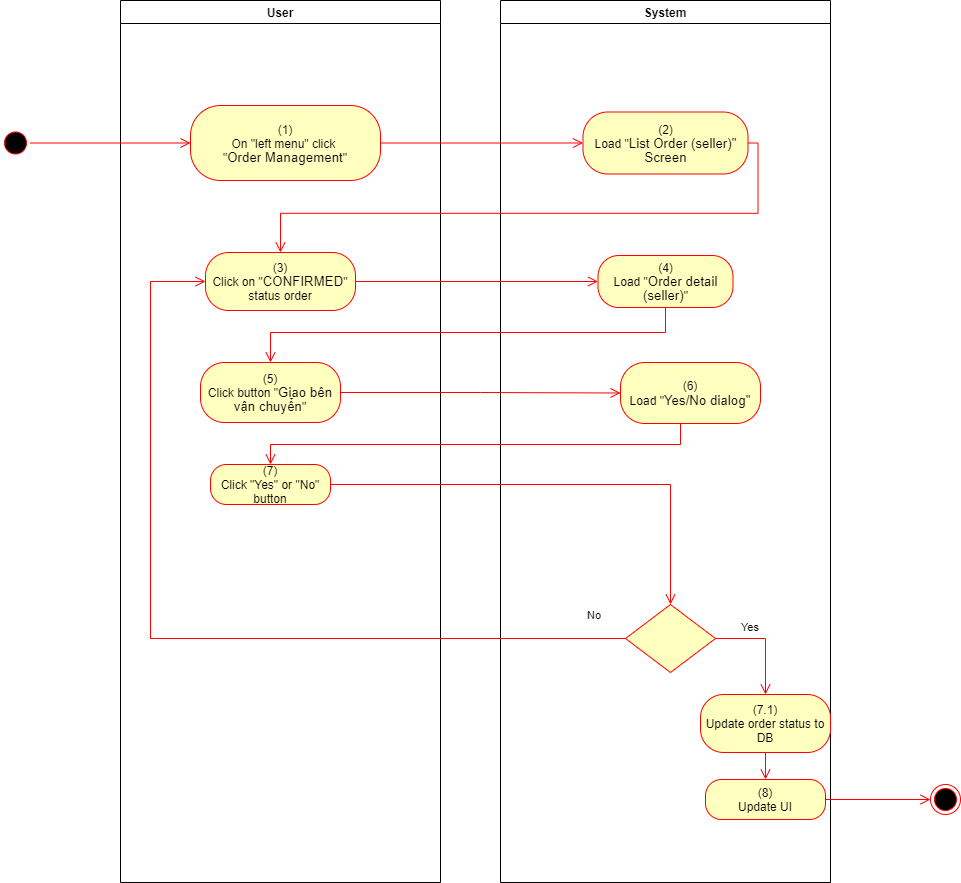 User
System
(1)
On "left menu" click
"Order Management"
(2)
Load "List Order (seller)"
Screen
(3)
Click on "CONFIRMED"
status order
(4)
Load "Order detail
(seller)"
(5)
Click button "Giao bên
vận chuyển"
(6)
Load "Yes/No dialog"
(7)
Click "Yes" or "No"
button
No
Yes
(7.1)
Update order status to
DB
(8)
Update UI